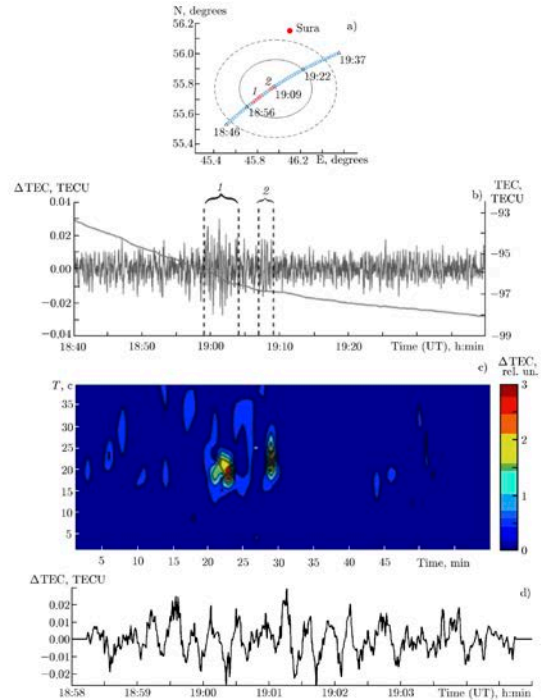 N, degrees
a)
56.2
56.0
55.8
55.6
55.4
Sura
19:37
19:22
19:09
18:56
18:46
1
2
45.4 45.8 46.2 E, degrees
ΔTEC, TECU
TEC, TECU
b)
0.04
0.02
0.00
−0.02
−0.04
1
2
−93
−95
−97
−99
18:40 18:50 19:00 19:10 19:20 Time (UT), h:min
c)
ΔTEC, rel. un.
T, c
35
30
25
20
15
10
5
3
2
1
0
5 10 15 20 25 30 35 40 45 Time, min
ΔTEC, TECU
d)
0.02
0.01
0.00
−0.01
−0.02
18:58 18:59 19:00 19:01 19:02 19:03 Time (UT), h:min